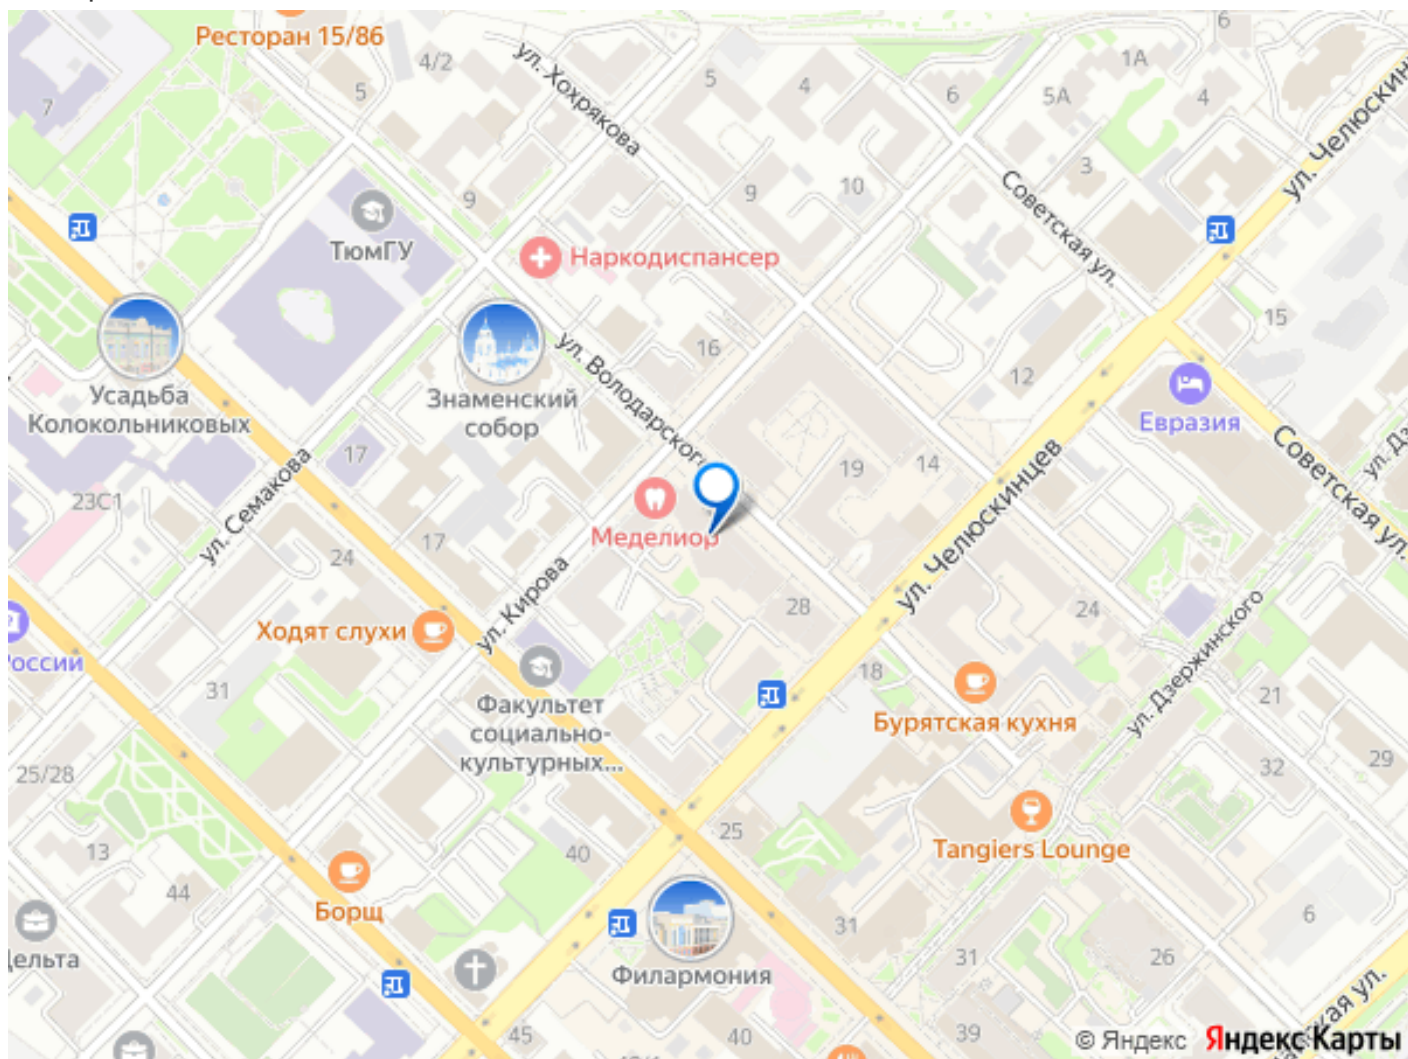 Ресторан 15/86
4/2
5
7
ул. Хохрякова
5
4
6
5А
1А
6
4
ул. Челюскинцев
3
9
9
10
Советская ул.
ТюмГУ
Наркодиспансер
15
16
12
ул. Володарского
Усадьба
Колокольниковых
Знаменский
собор
Евразия
17
19
14
Советская ул.
23С1
ул. Семакова
Меделиор
17
24
ул. Кирова
ул. Челюскинцев
28
24
ул. Дзержинского
Ходят слухи
31
18
21
Факультет
социально-
культурных...
Бурятская кухня
25/28
32
29
25
13
40
Tangiers Lounge
44
Борщ
31
6
Филармония
31
26
45
40
39
© Яндекс Яндекс Карты